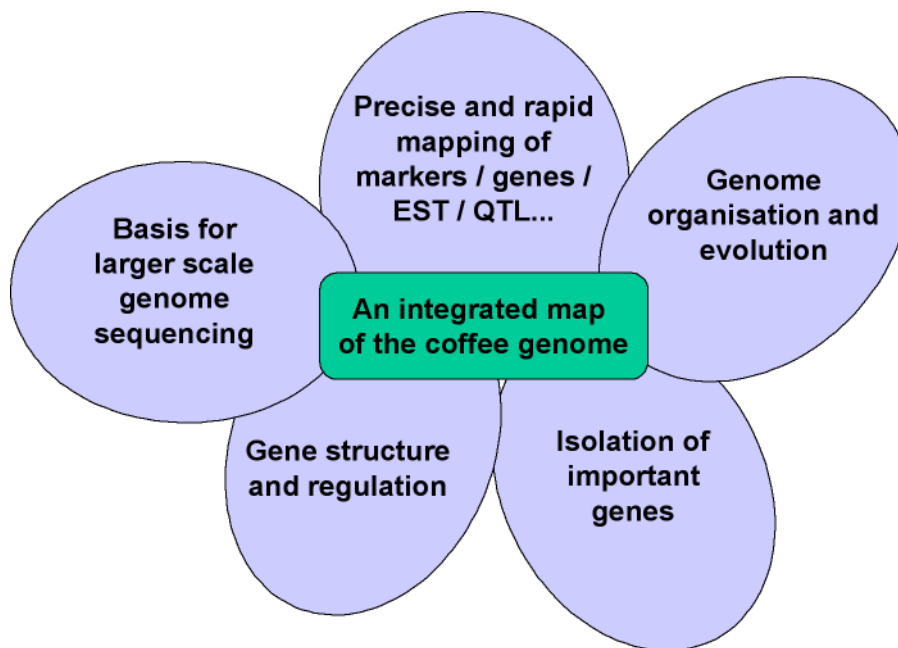 Precise and rapid
mapping of
markers / genes /
EST / QTL...
Genome
organisation and
evolution
Basis for
larger scale
genome
sequencing
An integrated map
of the coffee genome
Gene structure
and regulation
Isolation of
important
genes